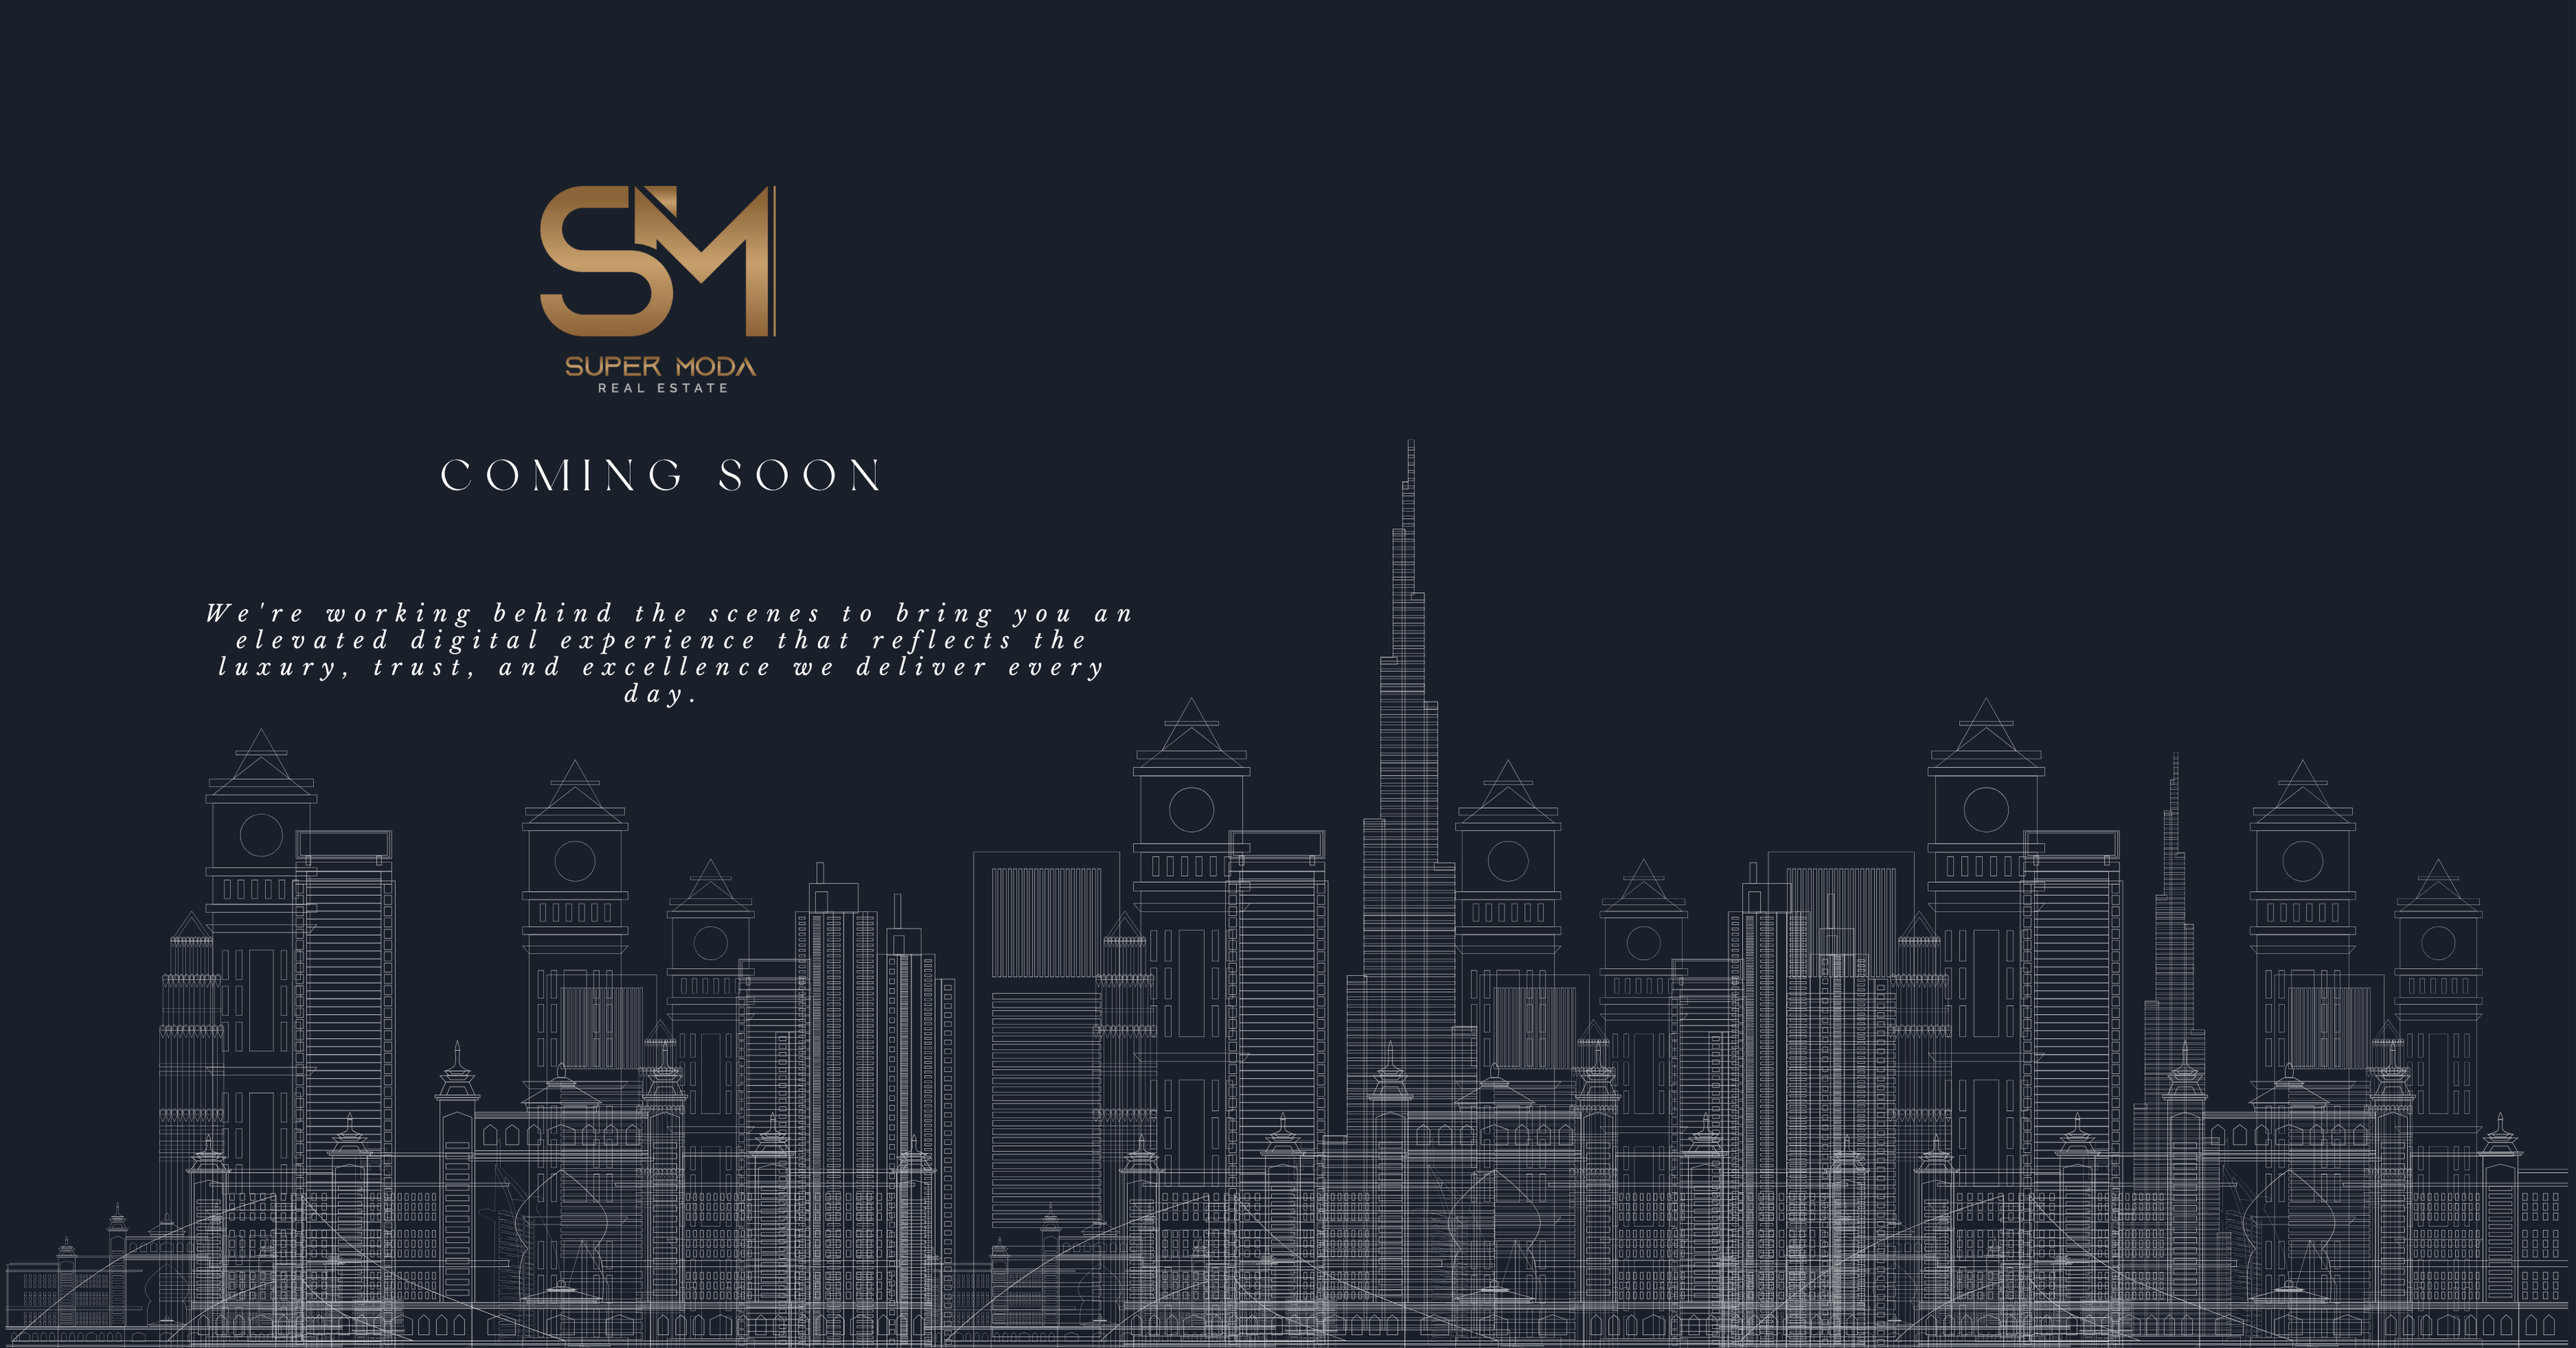 SM
SUPER MODA
REAL ESTATE
COMING SOON
We're working behind the scenes to bring you an
elevated digital experience that reflects the
luxury, trust, and excellence we deliver every
day.